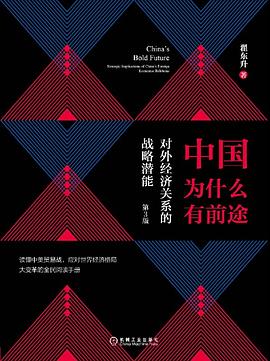 China's
Bold Future
Strategic Implications of China's Foreign
Economic Relations
翟东升
著
中国
为什么
有前途
对外经济关系的
战略潜能
第3版
读懂中美贸易战，应对世界经济格局
大变革的全民阅读手册
机械工业出版社
China Machine Press